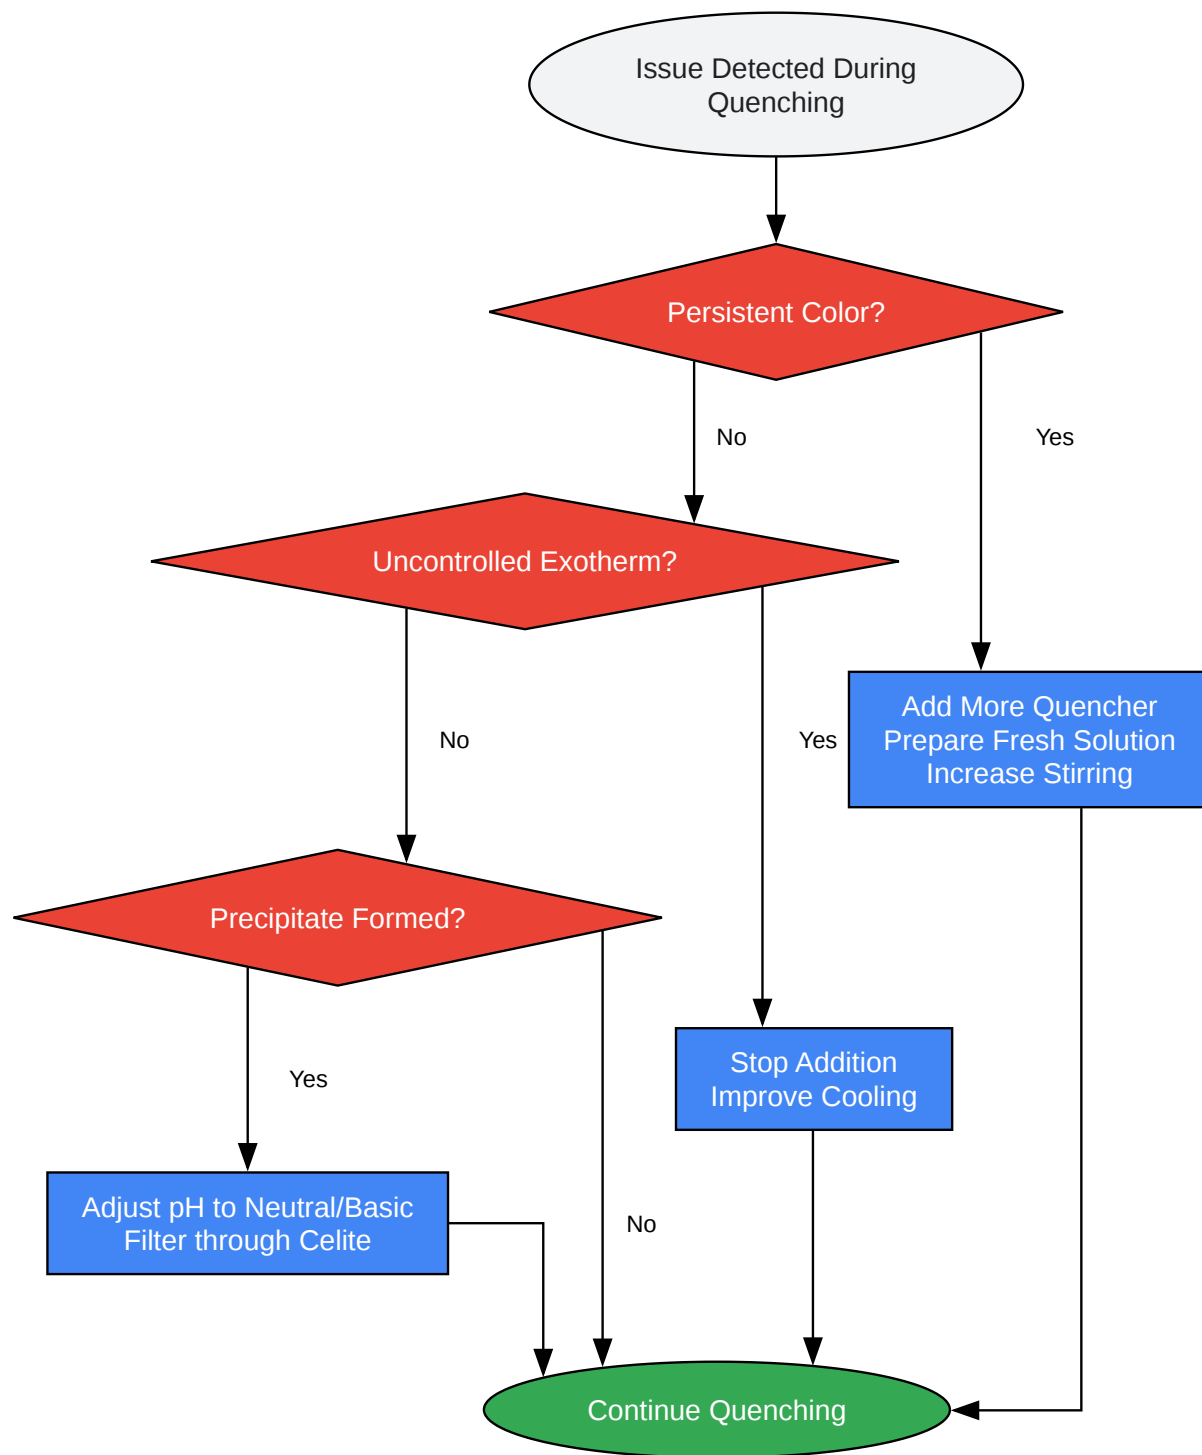 Issue Detected During
Quenching
Persistent Color?
No
Yes
Uncontrolled Exotherm?
No
Yes
Add More Quencher
Prepare Fresh Solution
Increase Stirring
Precipitate Formed?
Yes
No
Stop Addition
Improve Cooling
Adjust pH to Neutral/Basic
Filter through Celite
Continue Quenching